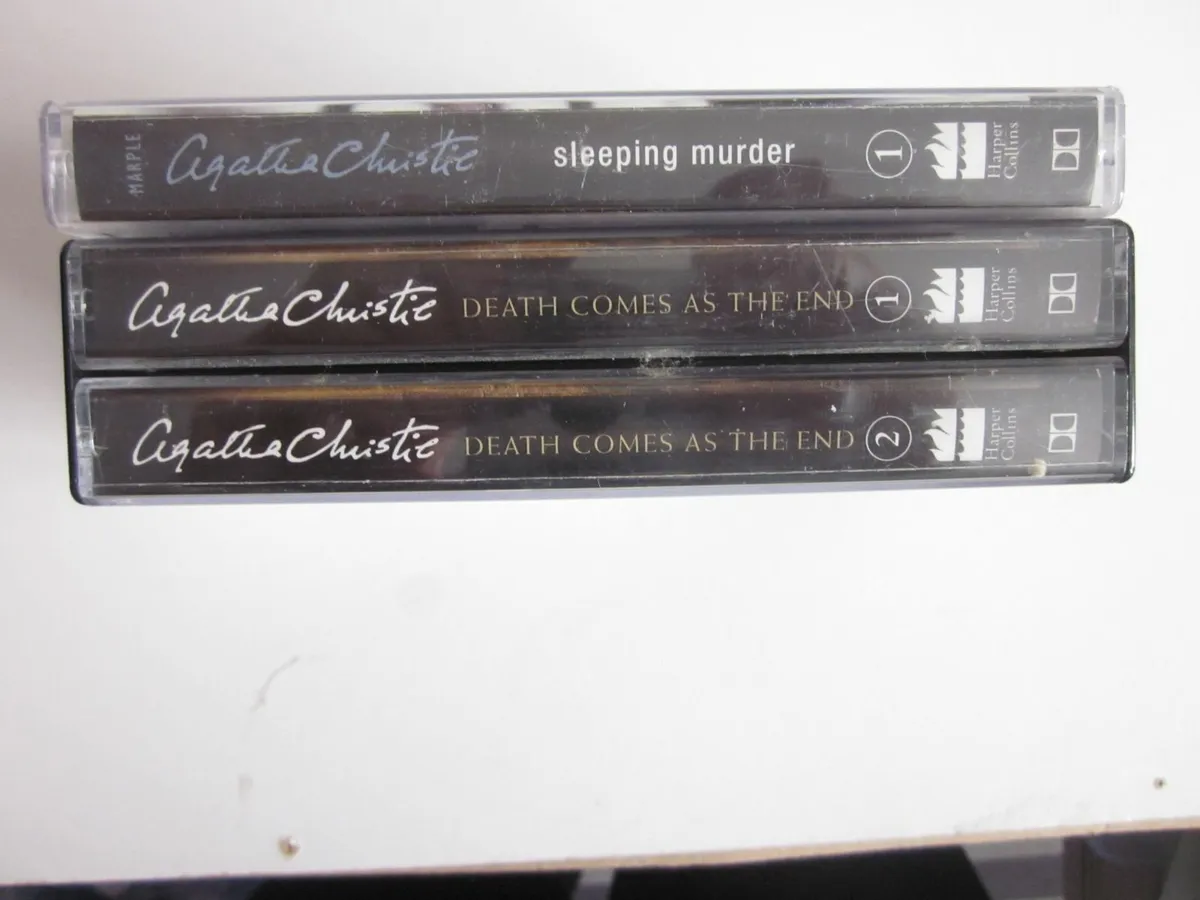 MARPLE Agatha Christie sleeping murder 1 Harper Collins
Agatha Christie DEATH COMES AS THE END 1 Harper Collins
Agatha Christie DEATH COMES AS THE END 2 Harper Collins